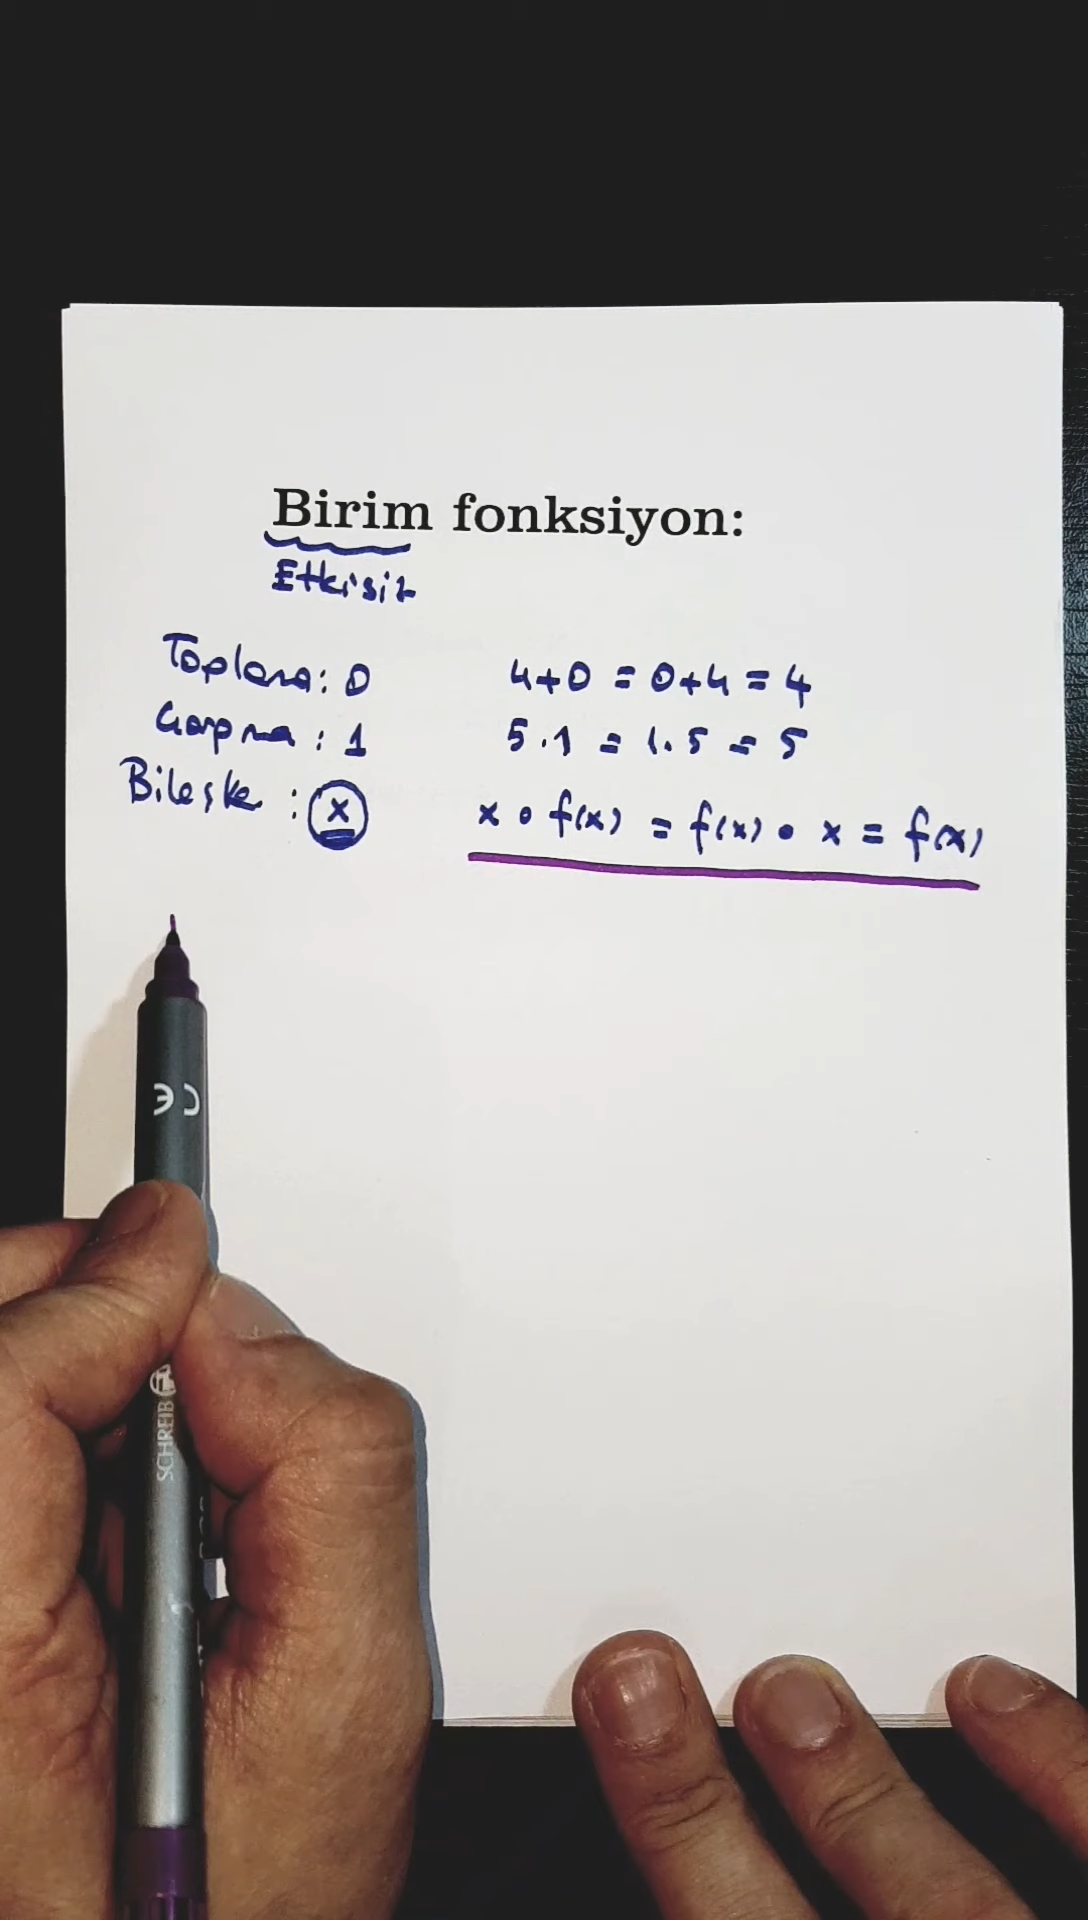 Birim fonksiyon:
Etkisiz
Toplama: 0 4+0 = 0+4 = 4
Çarpma : 1 5.1 = 1.5 = 5
Bileşke : x x o f(x) = f(x) o x = f(x)
CE
SCHREIB